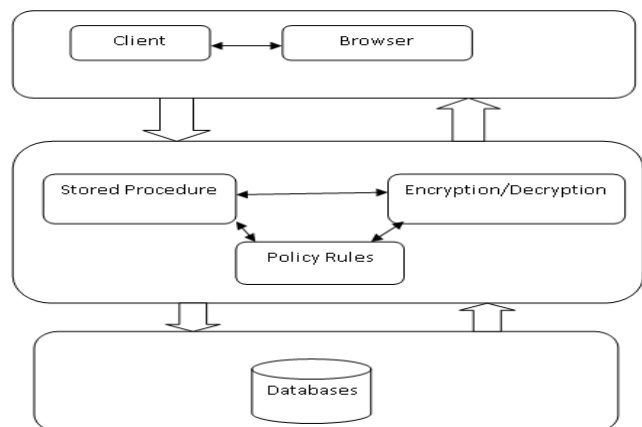 Client
Browser
Stored Procedure
Encryption/Decryption
Policy Rules
Databases